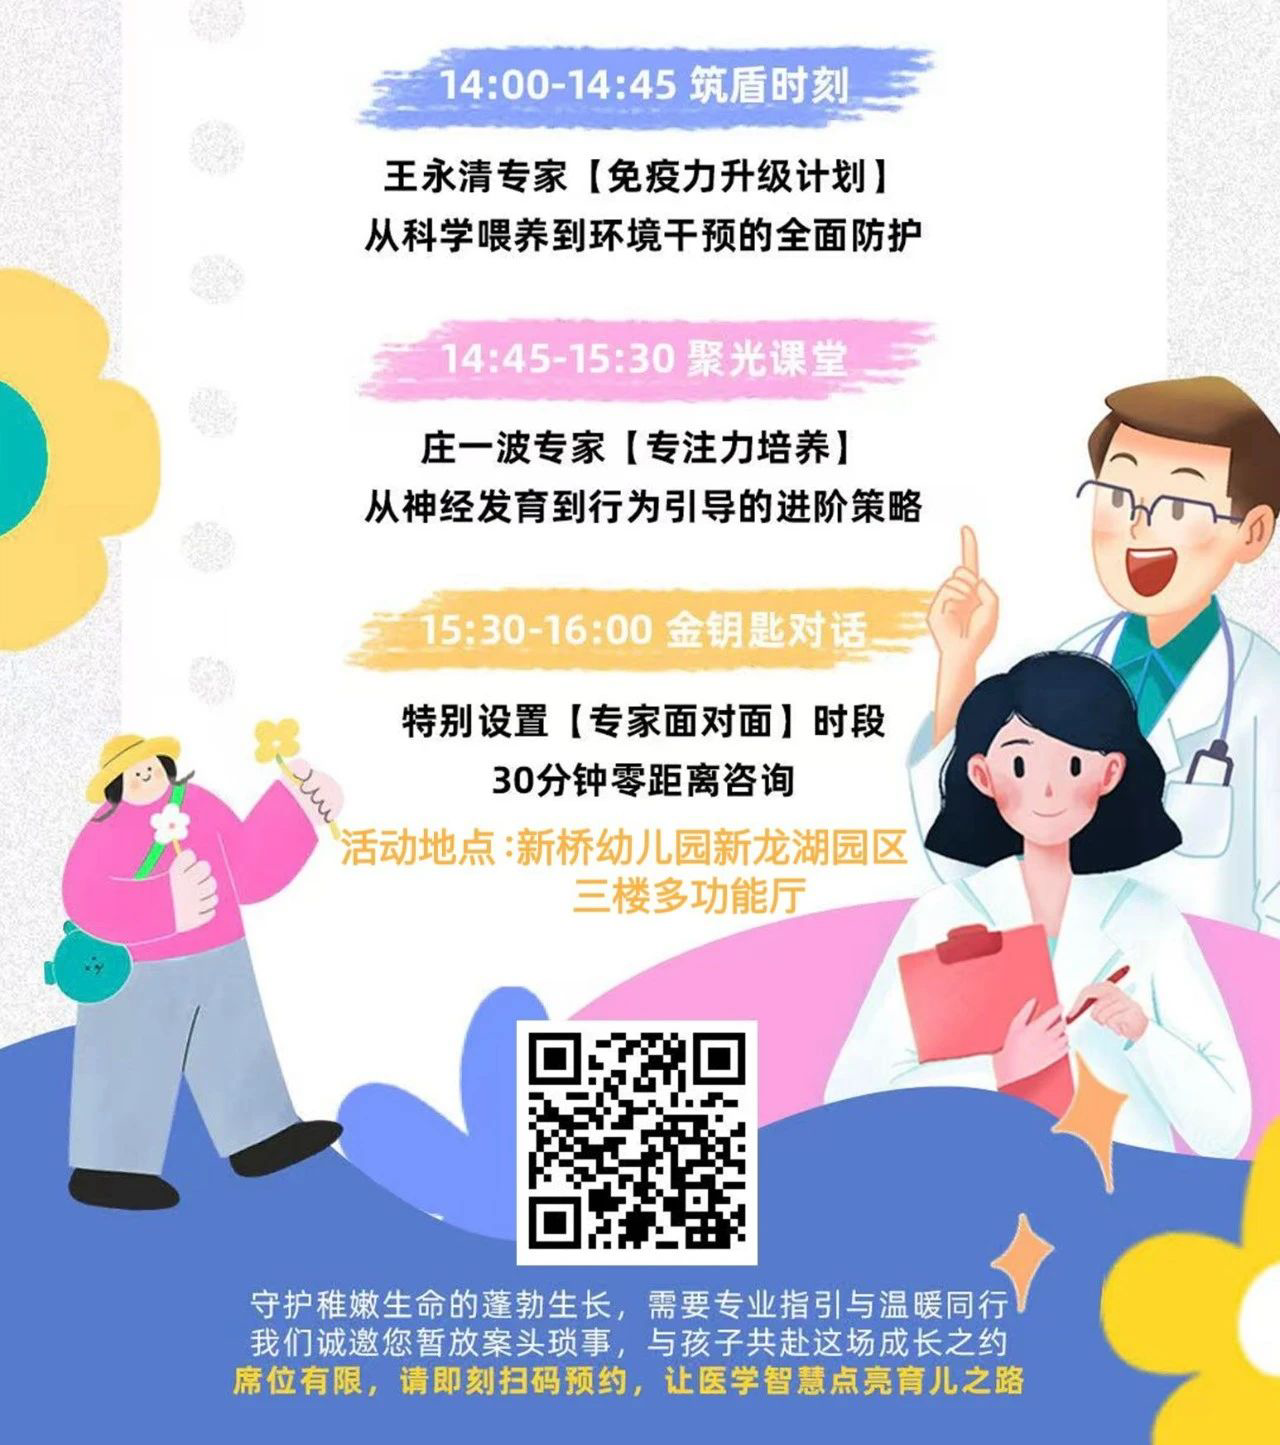 14:00-14:45 筑盾时刻
王永清专家【免疫力升级计划】
从科学喂养到环境干预的全面防护
14:45-15:30 聚光课堂
庄一波专家【专注力培养】
从神经发育到行为引导的进阶策略
15:30-16:00 金钥匙对话
特别设置【专家面对面】时段
30分钟零距离咨询
活动地点:新桥幼儿园新龙湖园区
三楼多功能厅
守护稚嫩生命的蓬勃生长，需要专业指引与温暖同行
我们诚邀您暂放案头琐事，与孩子共赴这场成长之约
席位有限，请即刻扫码预约，让医学智慧点亮育儿之路